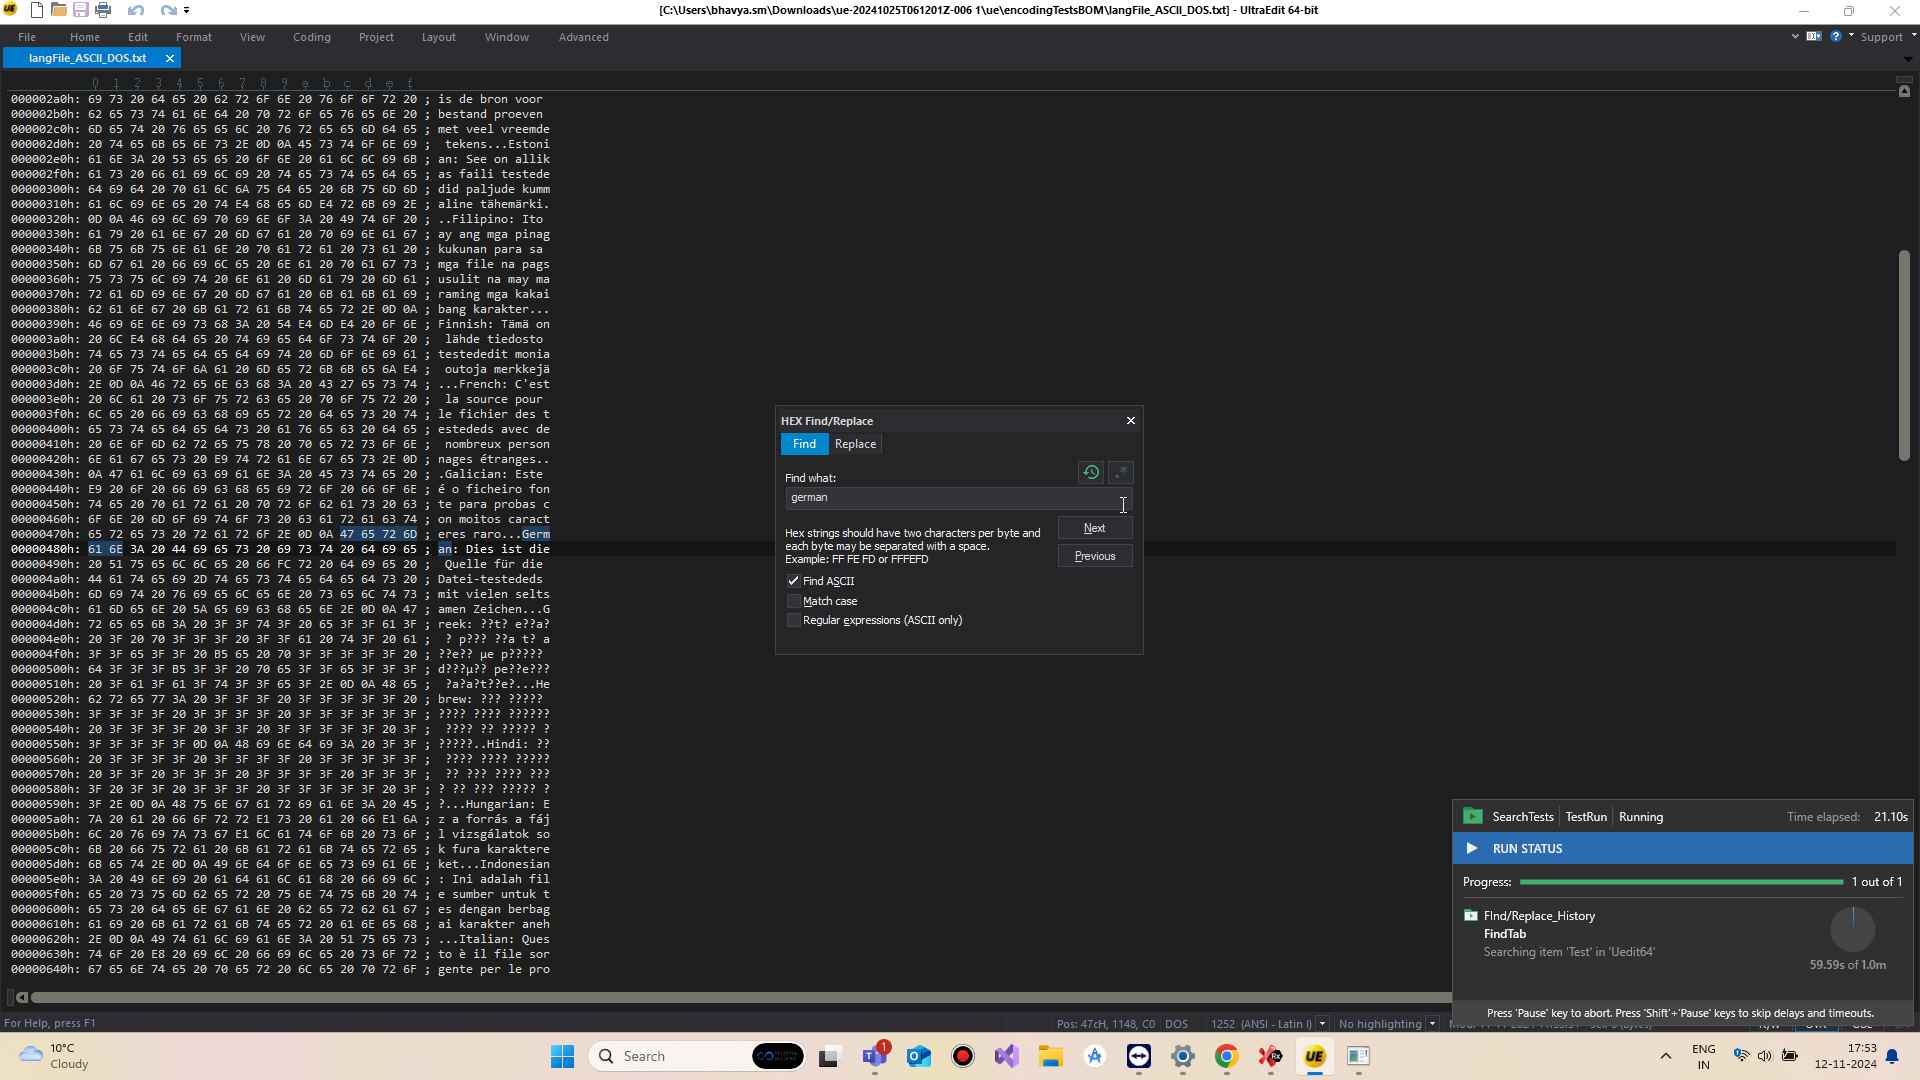 [C:\Users\bhavya.sm\Downloads\ue-20241025T061201Z-006 1\ue\encodingTestsBOM\langFile_ASCII_DOS.txt] - UltraEdit 64-bit
File Home Edit Format View Coding Project Layout Window Advanced Support
langFile_ASCII_DOS.txt
0 1 2 3 4 5 6 7 8 9 a b c d e f
000002a0h: 69 73 20 64 65 20 62 72 6F 6E 20 76 6F 6F 72 20 ; is de bron voor
000002b0h: 62 65 73 74 61 6E 64 20 70 72 6F 65 76 65 6E 20 ; bestand proeven
000002c0h: 6D 65 74 20 76 65 65 6C 20 76 72 65 65 6D 64 65 ; met veel vreemde
000002d0h: 20 74 65 6B 65 6E 73 2E 0D 0A 45 73 74 6F 6E 69 ; tekens...Estoni
000002e0h: 61 6E 3A 20 53 65 65 20 6F 6E 20 61 6C 6C 69 6B ; an: See on allik
000002f0h: 61 73 20 66 61 69 6C 69 20 74 65 73 74 65 64 65 ; as faili testede
00000300h: 64 69 64 20 70 61 6C 6A 75 64 65 20 6B 75 6D 6D ; did paljude kumm
00000310h: 61 6C 69 6E 65 20 74 E4 68 65 6D E4 72 6B 69 2E ; aline tähemärki.
00000320h: 0D 0A 46 69 6C 69 70 69 6E 6F 3A 20 49 74 6F 20 ; ..Filipino: Ito
00000330h: 61 79 20 61 6E 67 20 6D 67 61 20 70 69 6E 61 67 ; ay ang mga pinag
00000340h: 6B 75 6B 75 6E 61 6E 20 70 61 72 61 20 73 61 20 ; kukunan para sa
00000350h: 6D 67 61 20 66 69 6C 65 20 6E 61 20 70 61 67 73 ; mga file na pags
00000360h: 75 73 75 6C 69 74 20 6E 61 20 6D 61 79 20 6D 61 ; usulit na may ma
00000370h: 72 61 6D 69 6E 67 20 6D 67 61 20 6B 61 6B 61 69 ; raming mga kakai
00000380h: 62 61 6E 67 20 6B 61 72 61 6B 74 65 72 2E 0D 0A ; bang karakter...
00000390h: 46 69 6E 6E 69 73 68 3A 20 54 E4 6D E4 20 6F 6E ; Finnish: Tämä on
000003a0h: 20 6C E4 68 64 65 20 74 69 65 64 6F 73 74 6F 20 ; lähde tiedosto
000003b0h: 74 65 73 74 65 64 65 64 69 74 20 6D 6F 6E 69 61 ; testededit monia
000003c0h: 20 6F 75 74 6F 6A 61 20 6D 65 72 6B 6B 65 6A E4 ; outoja merkkejä
000003d0h: 2E 0D 0A 46 72 65 6E 63 68 3A 20 43 27 65 73 74 ; ...French: C'est
000003e0h: 20 6C 61 20 73 6F 75 72 63 65 20 70 6F 75 72 20 ; la source pour
000003f0h: 6C 65 20 66 69 63 68 69 65 72 20 64 65 73 20 74 ; le fichier des t
00000400h: 65 73 74 65 64 65 64 73 20 61 76 65 63 20 64 65 ; estededs avec de
00000410h: 20 6E 6F 6D 62 72 65 75 78 20 70 65 72 73 6F 6E ; nombreux person
00000420h: 6E 61 67 65 73 20 E9 74 72 61 6E 67 65 73 2E 0D ; nages étranges..
00000430h: 0A 47 61 6C 69 63 69 61 6E 3A 20 45 73 74 65 20 ; .Galician: Este
00000440h: E9 20 6F 20 66 69 63 68 65 69 72 6F 20 66 6F 6E ; é o ficheiro fon
00000450h: 74 65 20 70 61 72 61 20 70 72 6F 62 61 73 20 63 ; te para probas c
00000460h: 6F 6E 20 6D 6F 69 74 6F 73 20 63 61 72 61 63 74 ; on moitos caract
00000470h: 65 72 65 73 20 72 61 72 6F 2E 0D 0A 47 65 72 6D ; eres raro...Germ
00000480h: 61 6E 3A 20 44 69 65 73 20 69 73 74 20 64 69 65 ; an: Dies ist die
00000490h: 20 51 75 65 6C 6C 65 20 66 FC 72 20 64 69 65 20 ; Quelle für die
000004a0h: 44 61 74 65 69 2D 74 65 73 74 65 64 65 64 73 20 ; Datei-testededs
000004b0h: 6D 69 74 20 76 69 65 6C 65 6E 20 73 65 6C 74 73 ; mit vielen selts
000004c0h: 61 6D 65 6E 20 5A 65 69 63 68 65 6E 2E 0D 0A 47 ; amen Zeichen...G
000004d0h: 72 65 65 6B 3A 20 3F 3F 74 3F 20 65 3F 3F 61 3F ; reek: ??t? e??a?
000004e0h: 20 3F 20 70 3F 3F 3F 20 3F 3F 61 20 74 3F 20 61 ; ? p??? ??a t? a
000004f0h: 3F 3F 65 3F 3F 20 B5 65 20 70 3F 3F 3F 3F 3F 20 ; ??e?? µe p?????
00000500h: 64 3F 3F 3F B5 3F 3F 20 70 65 3F 3F 65 3F 3F 3F ; d???µ?? pe??e???
00000510h: 20 3F 61 3F 61 3F 74 3F 3F 65 3F 2E 0D 0A 48 65 ; ?a?a?t??e?...He
00000520h: 62 72 65 77 3A 20 3F 3F 3F 20 3F 3F 3F 3F 3F 20 ; brew: ??? ?????
00000530h: 3F 3F 3F 3F 20 3F 3F 3F 3F 20 3F 3F 3F 3F 3F 3F ; ???? ???? ??????
00000540h: 20 3F 3F 3F 3F 20 3F 3F 20 3F 3F 3F 3F 3F 20 3F ; ???? ?? ????? ?
00000550h: 3F 3F 3F 3F 3F 0D 0A 48 69 6E 64 69 3A 20 3F 3F ; ?????..Hindi: ??
00000560h: 20 3F 3F 3F 3F 20 3F 3F 3F 3F 20 3F 3F 3F 3F 3F ; ???? ???? ?????
00000570h: 20 3F 3F 20 3F 3F 3F 20 3F 3F 3F 3F 20 3F 3F 3F ; ?? ??? ???? ???
00000580h: 3F 20 3F 3F 20 3F 3F 3F 20 3F 3F 3F 3F 3F 20 3F ; ? ?? ??? ????? ?
00000590h: 3F 2E 0D 0A 48 75 6E 67 61 72 69 61 6E 3A 20 45 ; ?...Hungarian: E
000005a0h: 7A 20 61 20 66 6F 72 72 E1 73 20 61 20 66 E1 6A ; z a forrás a fáj
000005b0h: 6C 20 76 69 7A 73 67 E1 6C 61 74 6F 6B 20 73 6F ; l vizsgálatok so
000005c0h: 6B 20 66 75 72 61 20 6B 61 72 61 6B 74 65 72 65 ; k fura karaktere
000005d0h: 6B 65 74 2E 0D 0A 49 6E 64 6F 6E 65 73 69 61 6E ; ket...Indonesian
000005e0h: 3A 20 49 6E 69 20 61 64 61 6C 61 68 20 66 69 6C ; : Ini adalah fil
000005f0h: 65 20 73 75 6D 62 65 72 20 75 6E 74 75 6B 20 74 ; e sumber untuk t
00000600h: 65 73 20 64 65 6E 67 61 6E 20 62 65 72 62 61 67 ; es dengan berbag
00000610h: 61 69 20 6B 61 72 61 6B 74 65 72 20 61 6E 65 68 ; ai karakter aneh
00000620h: 2E 0D 0A 49 74 61 6C 69 61 6E 3A 20 51 75 65 73 ; ...Italian: Ques
00000630h: 74 6F 20 E8 20 69 6C 20 66 69 6C 65 20 73 6F 72 ; to è il file sor
00000640h: 67 65 6E 74 65 20 70 65 72 20 6C 65 20 70 72 6F ; gente per le pro
HEX Find/Replace
Find Replace
Find what:
german
Hex strings should have two characters per byte and
each byte may be separated with a space.
Example: FF FE FD or FFFEFD
Next
Previous
Find ASCII
Match case
Regular expressions (ASCII only)
SearchTests TestRun Running Time elapsed: 21.10s
RUN STATUS
Progress: 1 out of 1
FInd/Replace_History
FindTab
Searching item 'Test' in 'Uedit64'
59.59s of 1.0m
Press 'Pause' key to abort. Press 'Shift'+'Pause' keys to skip delays and timeouts.
For Help, press F1
Pos: 47cH, 1148, C0 DOS 1252 (ANSI - Latin I) No highlighting
10°C
Cloudy
Search
1
UE
ENG
IN
17:53
12-11-2024